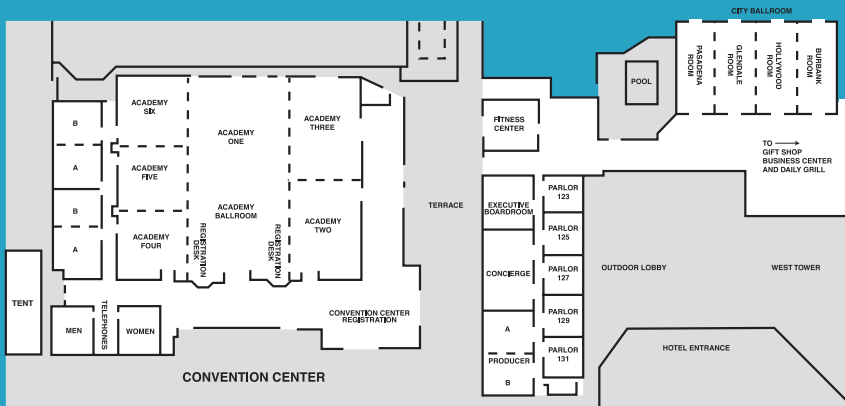 CITY BALLROOM
PASADENA
ROOM
GLENDALE
ROOM
HOLLYWOOD
ROOM
BURBANK
ROOM
POOL
TO
GIFT SHOP
BUSINESS CENTER
AND DAILY GRILL
FITNESS
CENTER
B
A
B
A
ACADEMY
SIX
ACADEMY
FIVE
ACADEMY
FOUR
ACADEMY
ONE
ACADEMY
BALLROOM
ACADEMY
THREE
ACADEMY
TWO
REGISTRATION
DESK
REGISTRATION
DESK
TERRACE
EXECUTIVE
BOARDROOM
CONCIERGE
A
PRODUCER
B
PARLOR
123
PARLOR
125
PARLOR
127
PARLOR
129
PARLOR
131
OUTDOOR LOBBY
WEST TOWER
HOTEL ENTRANCE
TENT
MEN
TELEPHONES
WOMEN
CONVENTION CENTER
REGISTRATION
CONVENTION CENTER